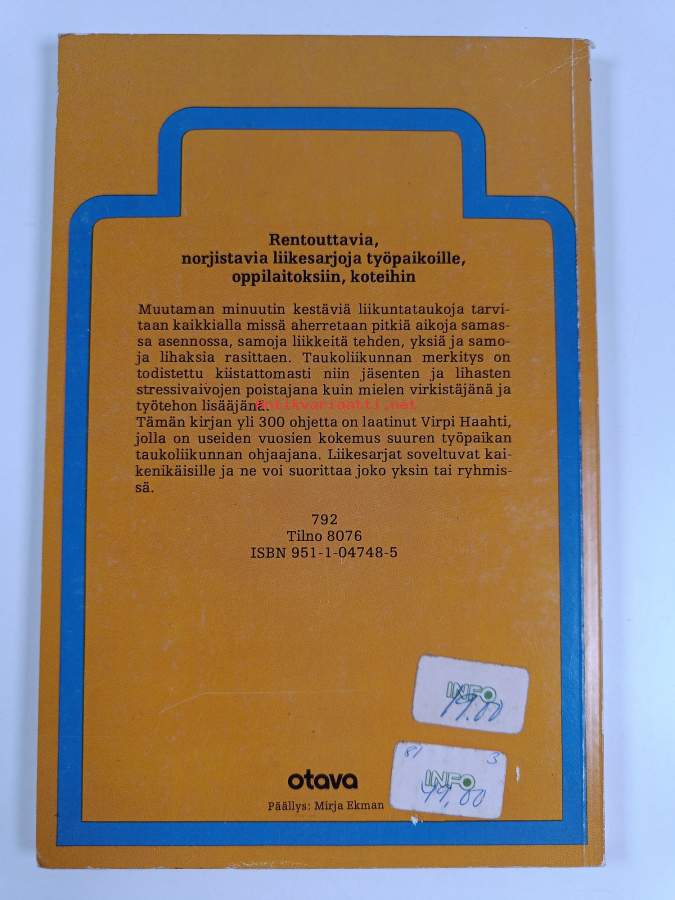 Rentouttavia,
norjistavia liikesarjoja työpaikoille,
oppilaitoksiin, koteihin
Muutaman minuutin kestäviä liikuntataukoja tarvi-
taan kaikkialla missä aherretaan pitkiä aikoja samas-
sa asennossa, samoja liikkeitä tehden, yksiä ja samo-
ja lihaksia rasittaen. Taukoliikunnan merkitys on
todistettu kiistattomasti niin jäsenten ja lihasten
stressivaivojen poistajana kuin mielen virkistäjänä ja
työtehon lisääjänä.
antikvariaatti.net
Tämän kirjan yli 300 ohjetta on laatinut Virpi Haahti,
jolla on useiden vuosien kokemus suuren työpaikan
taukoliikunnan ohjaajana. Liikesarjat soveltuvat kai-
kenikäisille ja ne voi suorittaa joko yksin tai ryhmis-
sä.
792
Tilno 8076
ISBN 951-1-04748-5
INFO
19.00
81 3
INFO
44,00
otava
Päällys: Mirja Ekman